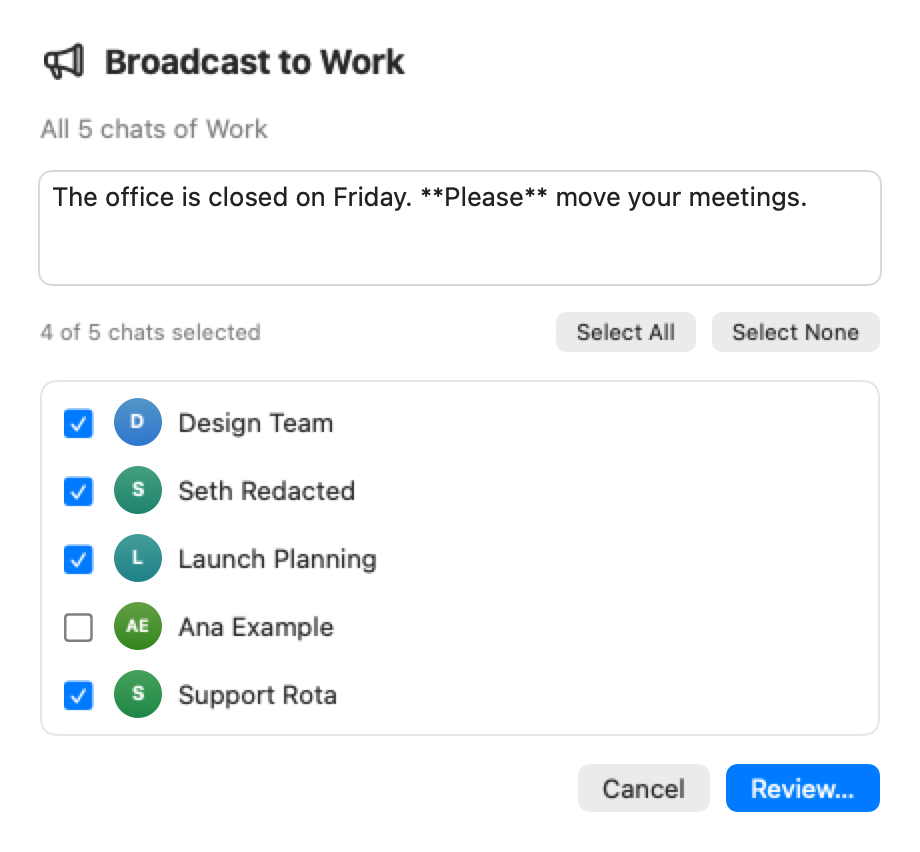 Broadcast to Work
All 5 chats of Work
The office is closed on Friday. **Please** move your meetings.
4 of 5 chats selected
Select All
Select None
D
Design Team
S
Seth Redacted
L
Launch Planning
AE
Ana Example
S
Support Rota
Cancel
Review...